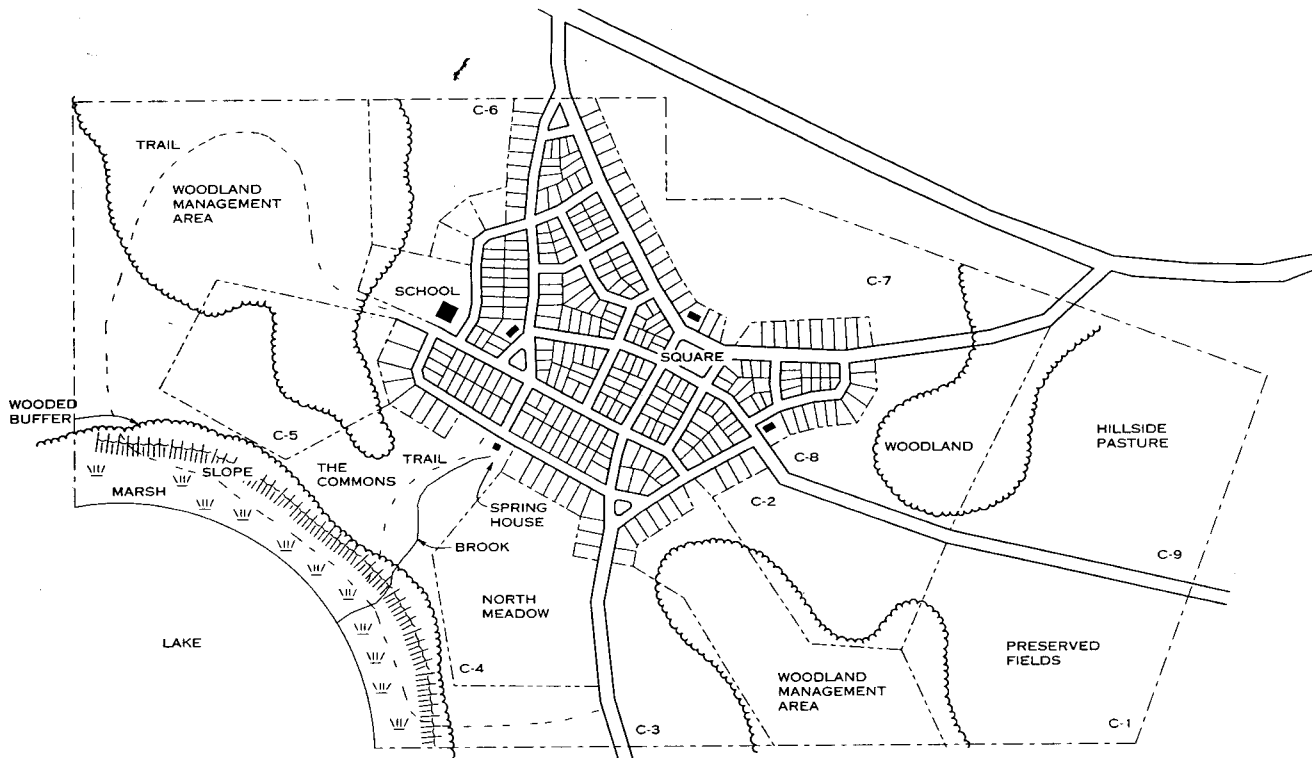 C-6
TRAIL
WOODLAND
MANAGEMENT
AREA
C-7
SCHOOL
SQUARE
WOODED
BUFFER
C-5
HILLSIDE
PASTURE
WOODLAND
C-8
SLOPE
THE
COMMONS
TRAIL
MARSH
C-2
SPRING
HOUSE
BROOK
C-9
NORTH
MEADOW
LAKE
PRESERVED
FIELDS
C-4
WOODLAND
MANAGEMENT
AREA
C-3
C-1